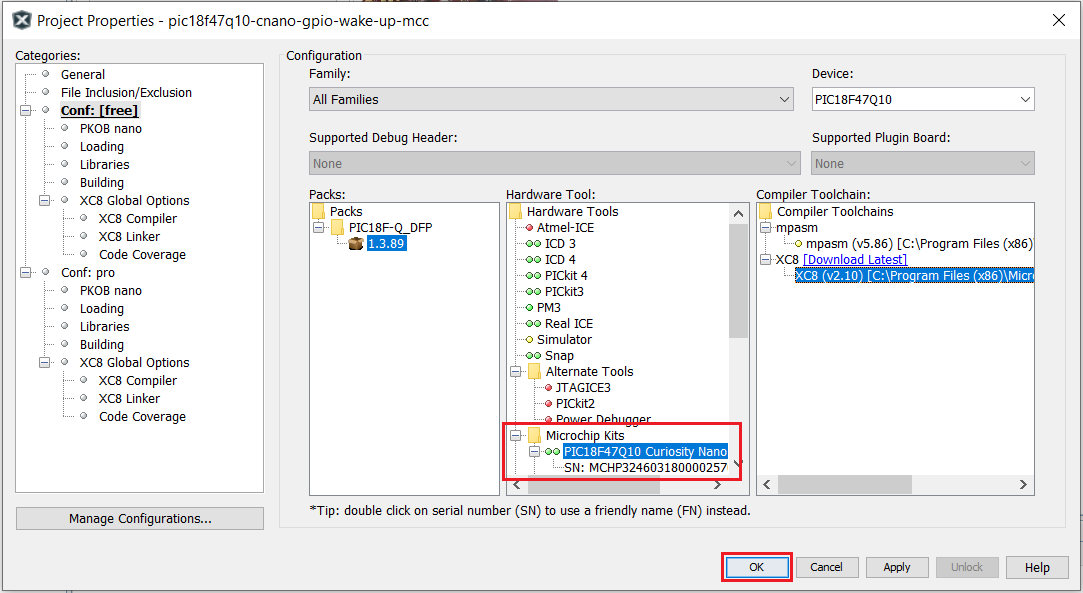 Project Properties - pic18f47q10-cnano-gpio-wake-up-mcc
Categories:
General
File Inclusion/Exclusion
Conf: [free]
PKOB nano
Loading
Libraries
Building
XC8 Global Options
XC8 Compiler
XC8 Linker
Code Coverage
Conf: pro
PKOB nano
Loading
Libraries
Building
XC8 Global Options
XC8 Compiler
XC8 Linker
Code Coverage
Manage Configurations...
Configuration
Family:
All Families
Device:
PIC18F47Q10
Supported Debug Header:
None
Supported Plugin Board:
None
Packs:
Packs
PIC18F-Q_DFP
1.3.89
Hardware Tool:
Hardware Tools
Atmel-ICE
ICD 3
ICD 4
PICkit 4
PICkit3
PM3
Real ICE
Simulator
Snap
Alternate Tools
JTAGICE3
PICkit2
Power Debugger
Microchip Kits
PIC18F47Q10 Curiosity Nano
SN: MCHP324603180000257
Compiler Toolchain:
Compiler Toolchains
mpasm
mpasm (v5.86) [C:\Program Files (x86)
XC8 [Download Latest]
XC8 (v2.10) [C:\Program Files (x86)\Micro
*Tip: double click on serial number (SN) to use a friendly name (FN) instead.
OK
Cancel
Apply
Unlock
Help